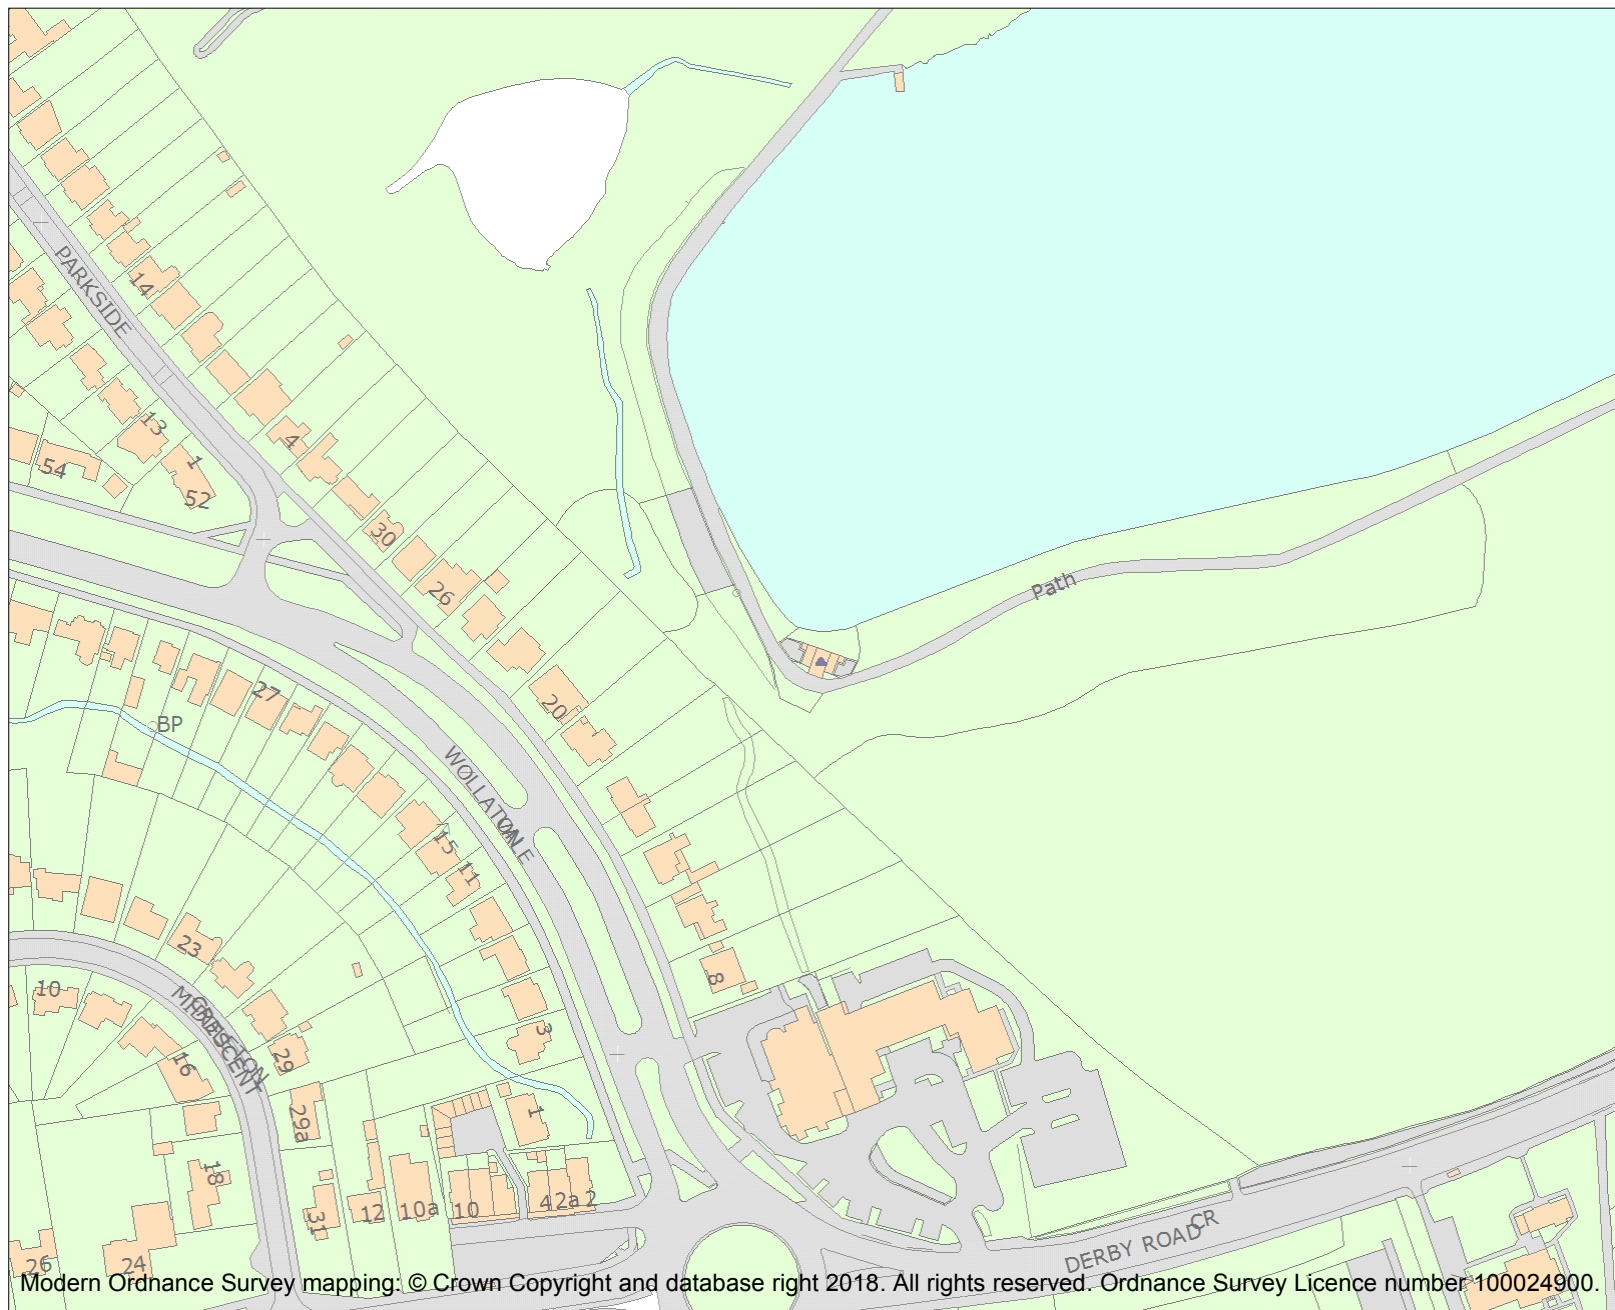 PARKSIDE
14
13
4
1
54
52
30
26
Path
20
27
BP
WOLLATON
VALE
15
11
23
8
10
MIDDLETON
CRESCENT
3
16
29
29a
1
18
31
12
10a
10
4
2a
2
CR
DERBY ROAD
26
24
Modern Ordnance Survey mapping: © Crown Copyright and database right 2018. All rights reserved. Ordnance Survey Licence number 100024900.